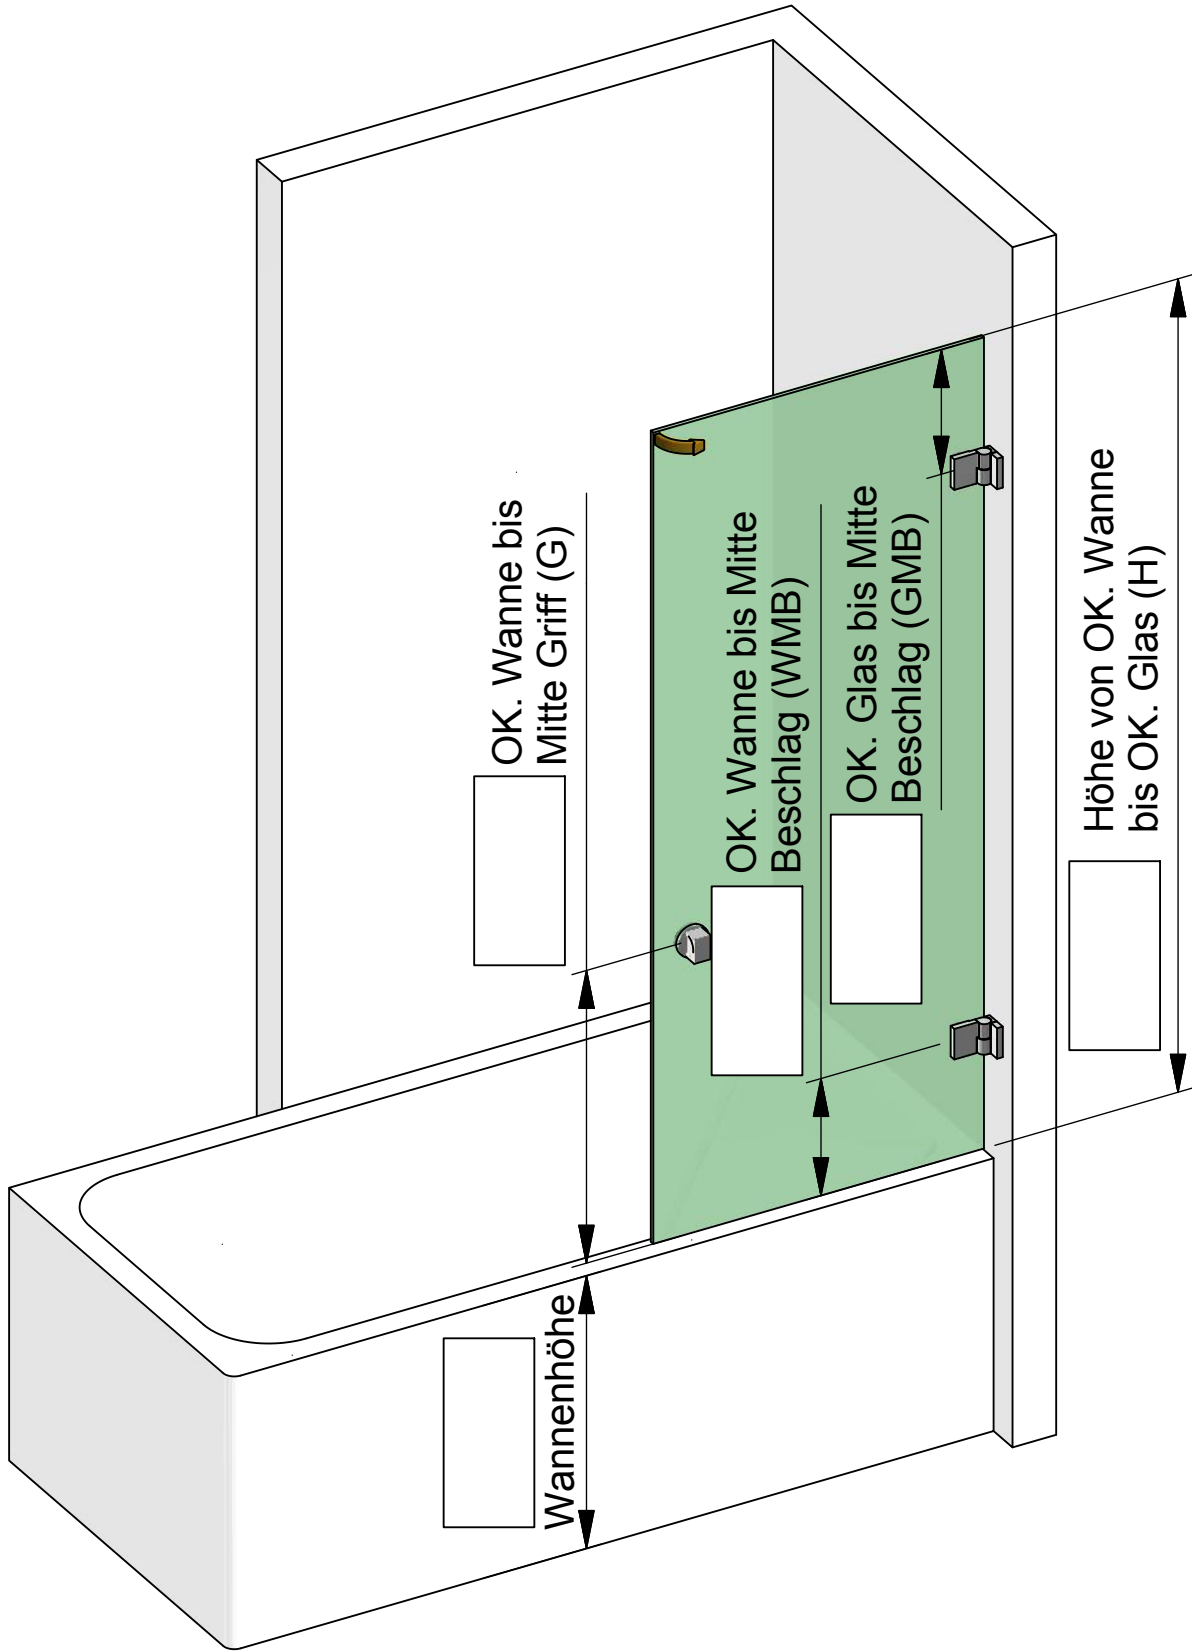 OK. Wanne bis
Mitte Griff (G)
OK. Wanne bis Mitte
Beschlag (WMB)
OK. Glas bis Mitte
Beschlag (GMB)
Höhe von OK. Wanne
bis OK. Glas (H)
Wannenhöhe